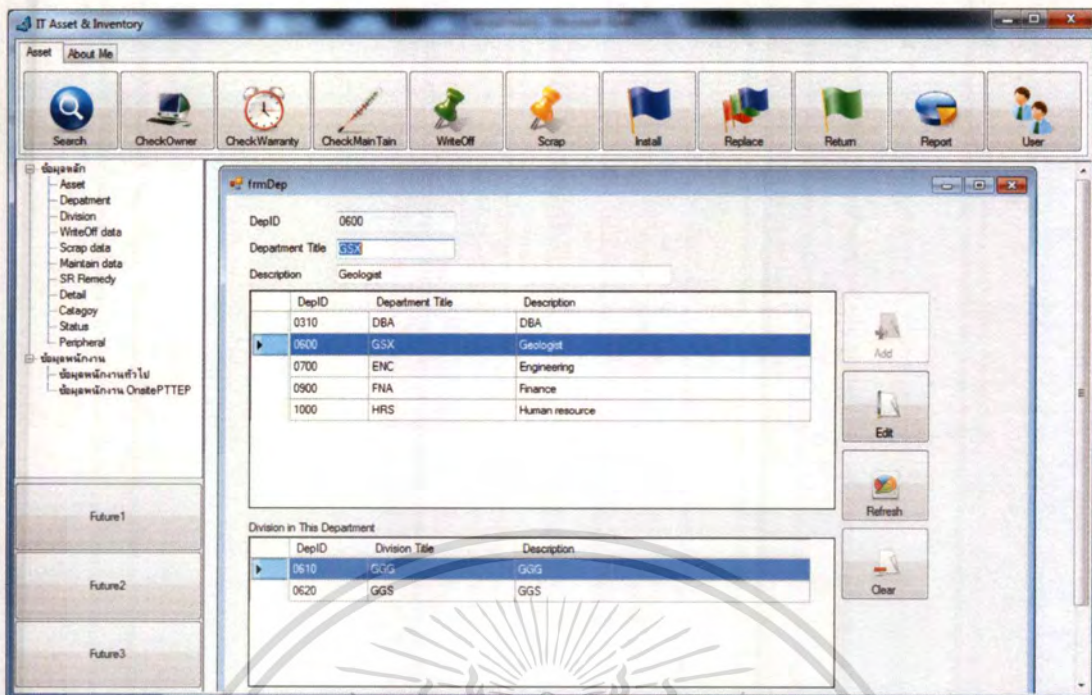 IT Asset & Inventory
Asset About Me
Search CheckOwner CheckWarranty CheckMainTain WriteOff Scrap Install Replace Return Report User
ข้อมูลหลัก
Asset
Depatment
Division
WriteOff data
Scrap data
Maintain data
SR Remedy
Detail
Catagoy
Status
Peripheral
ข้อมูลพนักงาน
ข้อมูลพนักงานทั่วไป
ข้อมูลพนักงาน OnsitePTTEP
Future1
Future2
Future3
frmDep
DepID 0600
Department Title GSX
Description Geologist
DepID Department Title Description
0310 DBA DBA
0600 GSX Geologist
0700 ENC Engineering
0900 FNA Finance
1000 HRS Human resource
Add
Edit
Refresh
Clear
Division in This Department
DepID Division Title Description
0610 GGG GGG
0620 GGS GGS